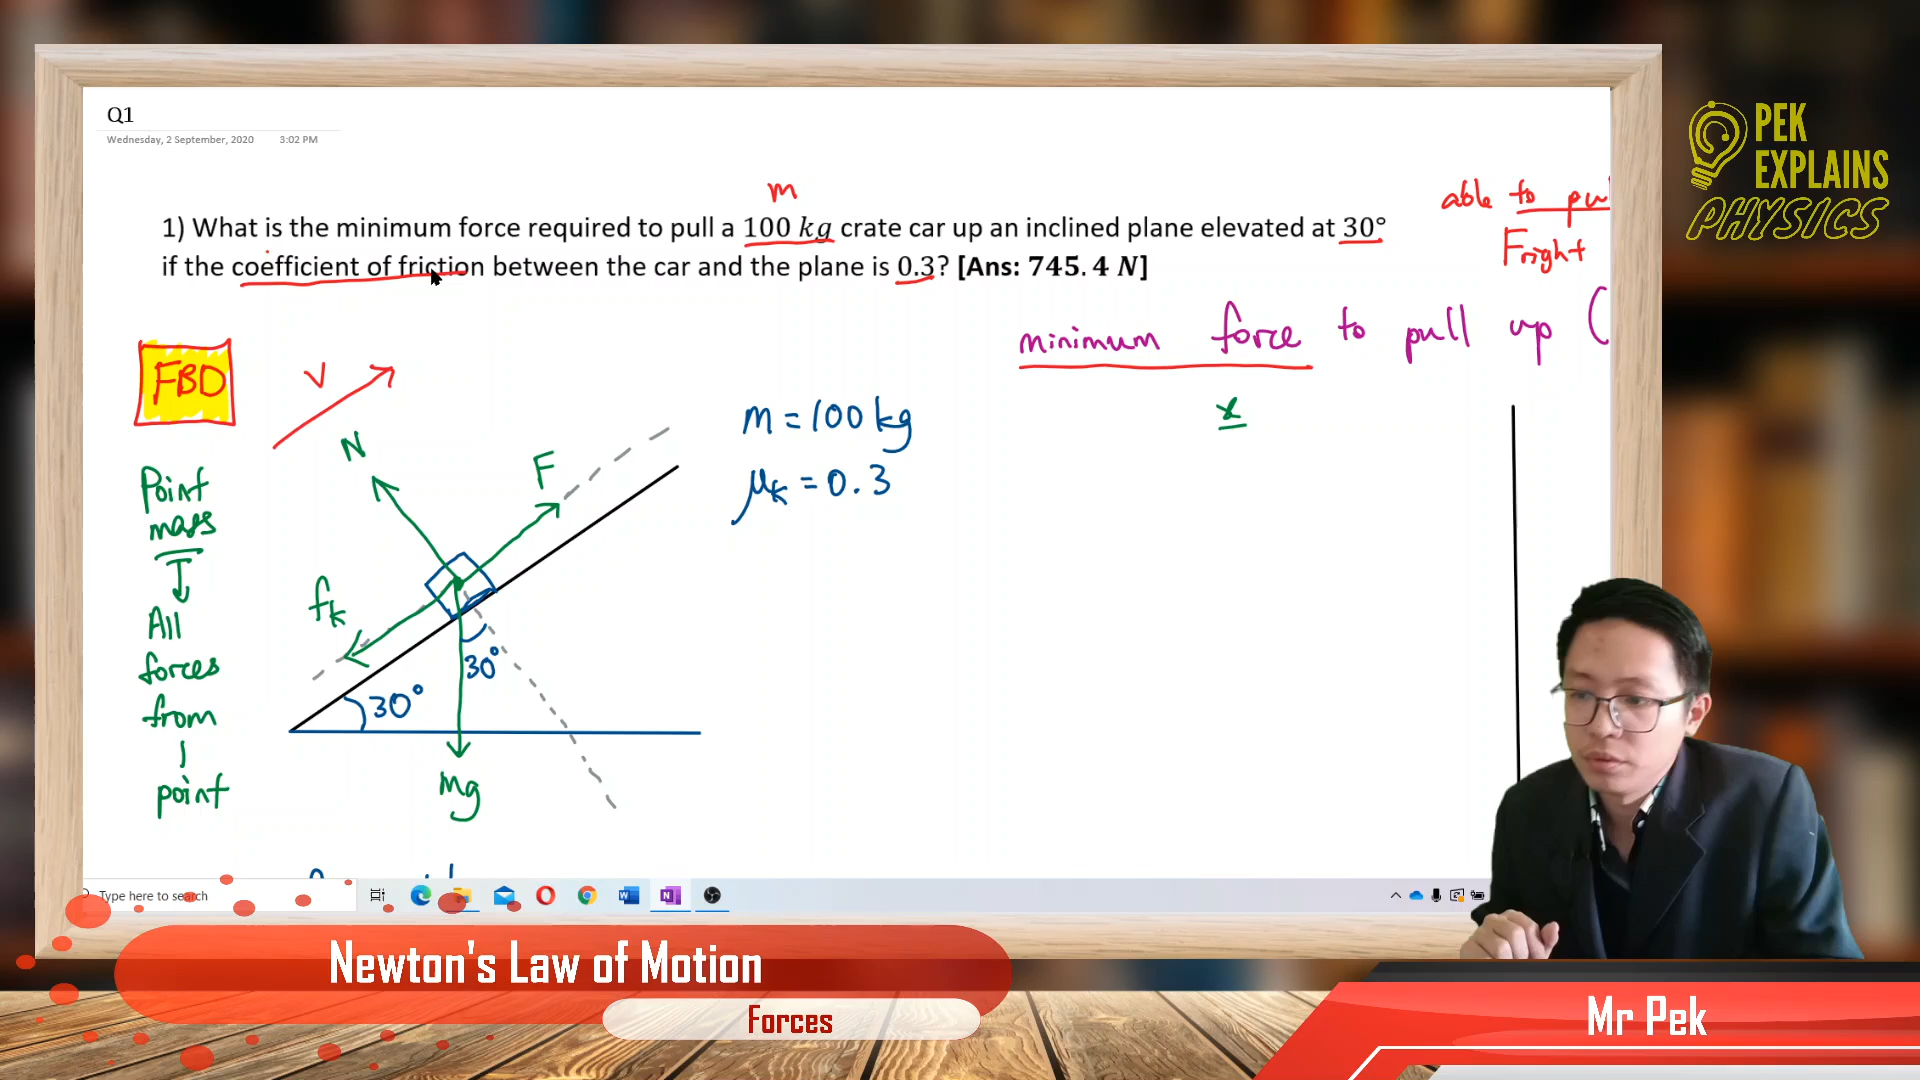 Q1
Wednesday, 2 September, 2020 3:02 PM
PEK
EXPLAINS
PHYSICS
m
able to pu
Fright
1) What is the minimum force required to pull a 100 kg crate car up an inclined plane elevated at 30°
if the coefficient of friction between the car and the plane is 0.3? [Ans: 745.4 N]
minimum force to pull up (
FBD
V
N
F
m = 100 kg
x
μk = 0.3
Point
mass
All
forces
from
1
point
fk
30°
30°
mg
Type here to search
Newton's Law of Motion
Forces
Mr Pek